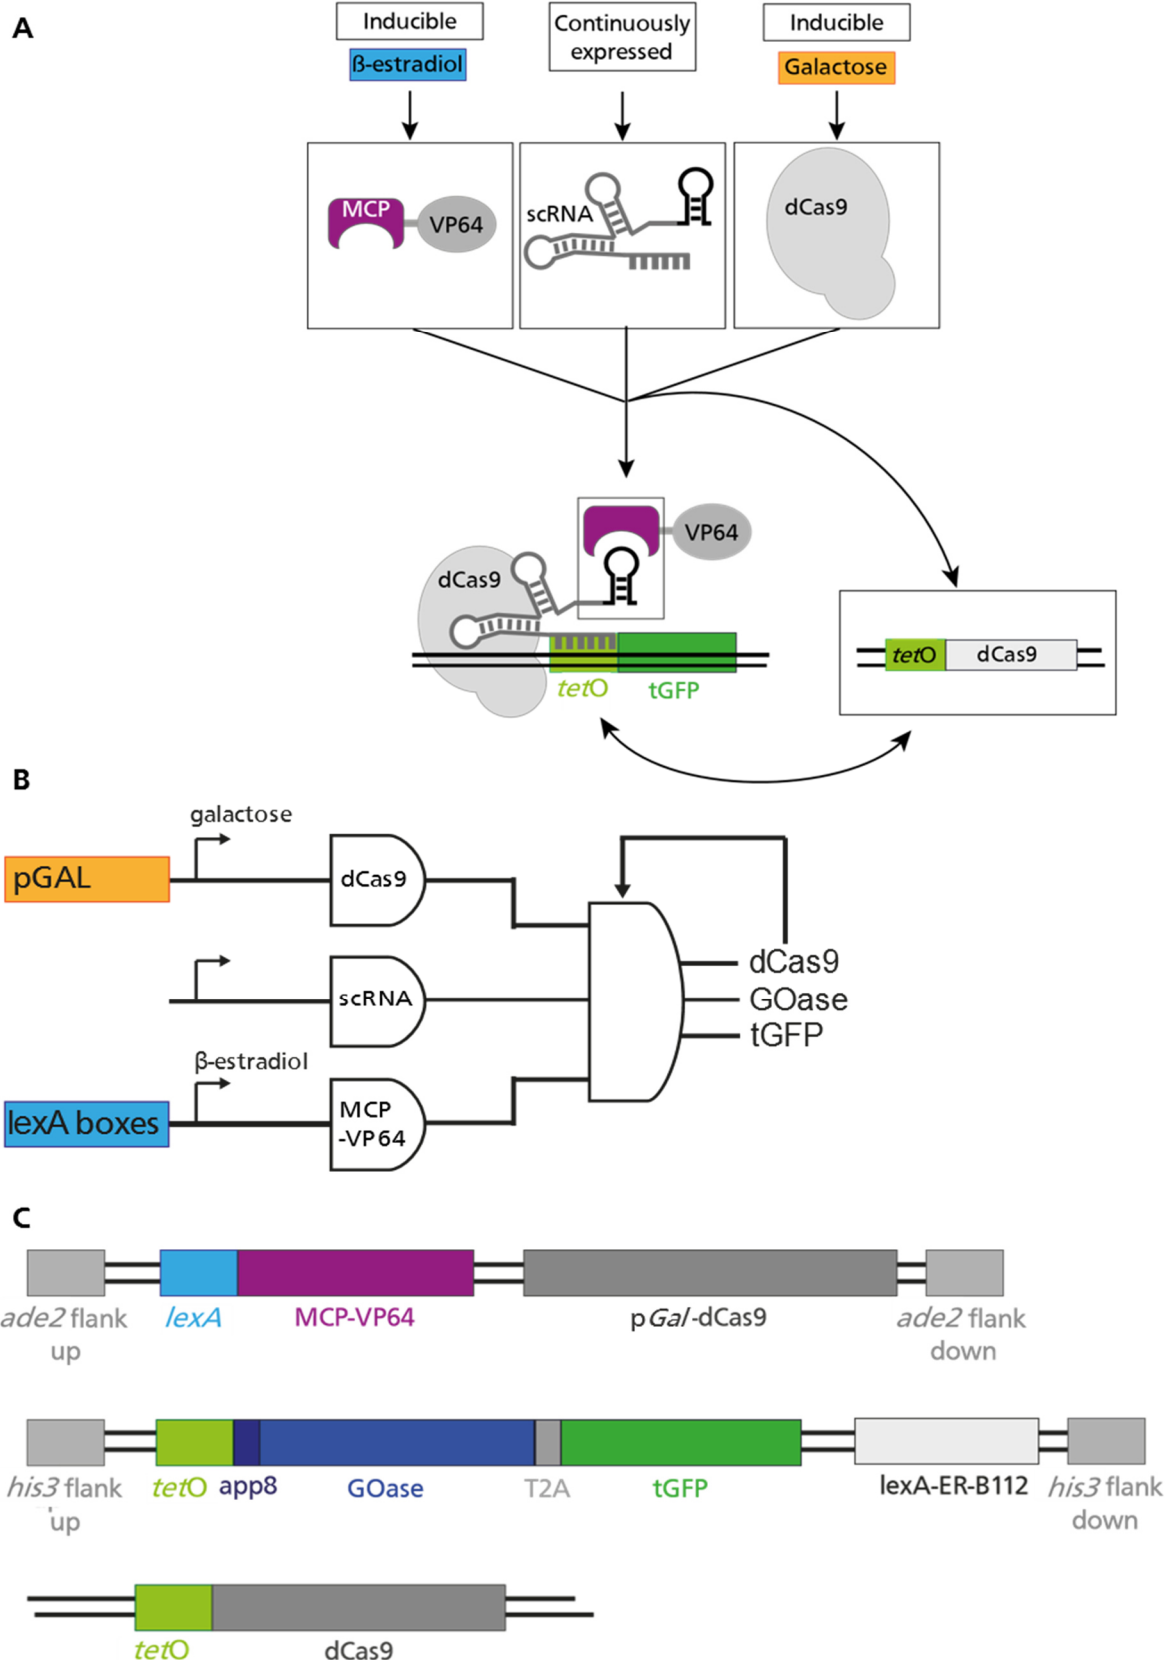 A
Inducible
ß-estradiol
Continuously
expressed
Inducible
Galactose
MCP
VP64
scRNA
dCas9
VP64
dCas9
tetO
tGFP
tetO
dCas9
B
galactose
pGAL
dCas9
scRNA
dCas9
GOase
tGFP
β-estradiol
lexA boxes
MCP
-VP64
C
ade2 flank
up
lexA
MCP-VP64
pGal-dCas9
ade2 flank
down
his3 flank
up
tetO
app8
GOase
T2A
tGFP
lexA-ER-B112
his3 flank
down
tetO
dCas9